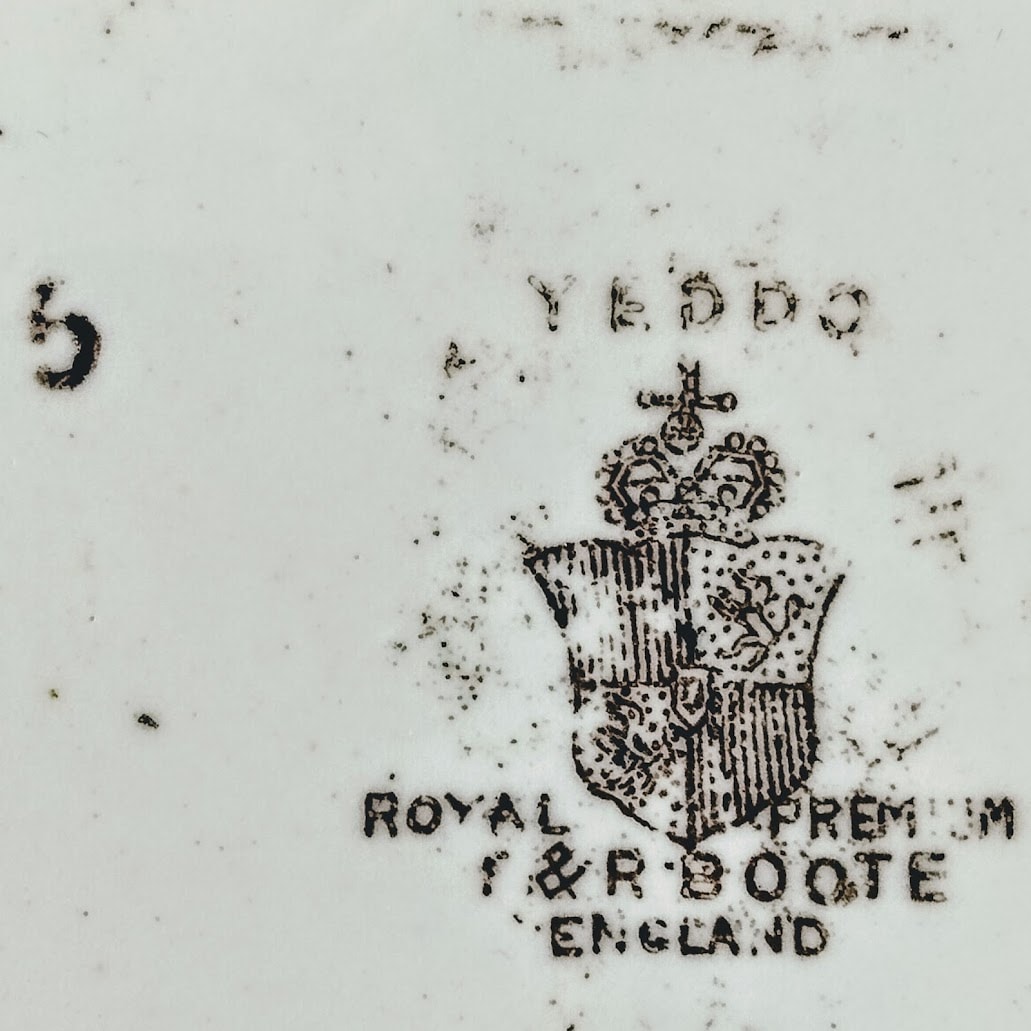 YEDDO
5
ROYAL PREMIUM
T & R BOOTE
ENGLAND